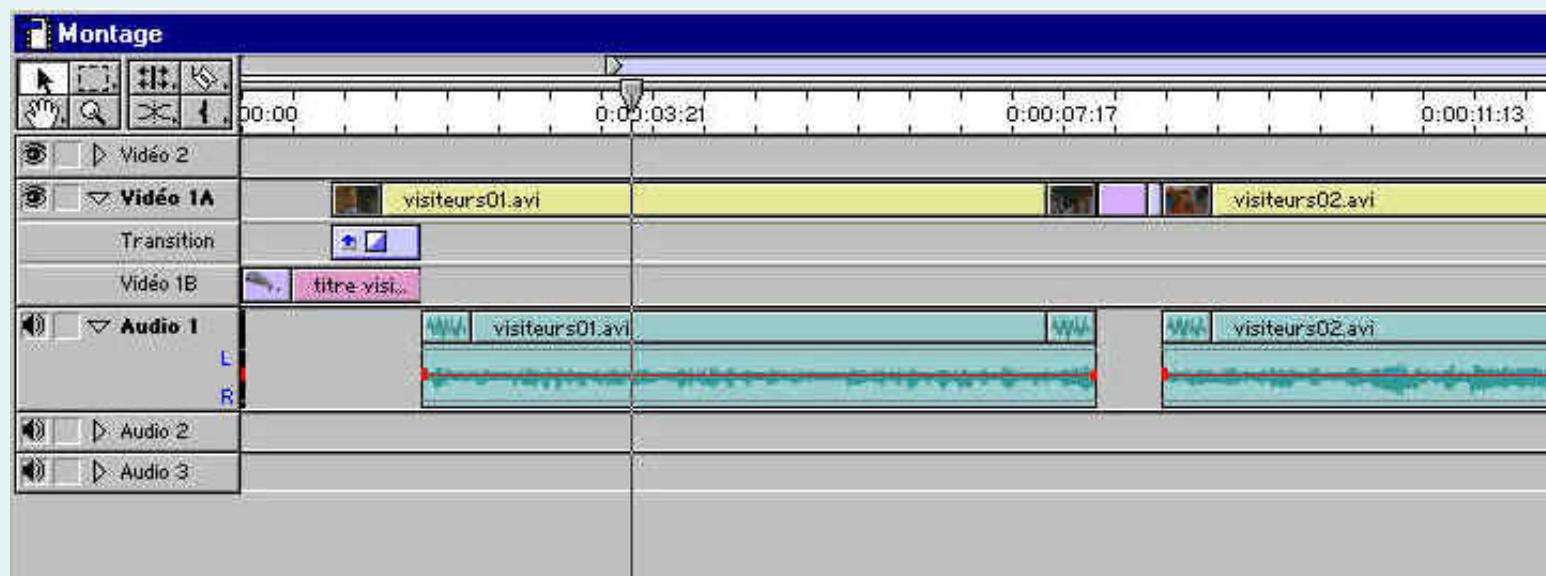 Montage
00:00 0:00:03:21 0:00:07:17 0:00:11:13
Vidéo 2
Vidéo 1A visiteurs01.avi visiteurs02.avi
Transition
Vidéo 1B titre visi...
Audio 1 visiteurs01.avi visiteurs02.avi
L
R
Audio 2
Audio 3